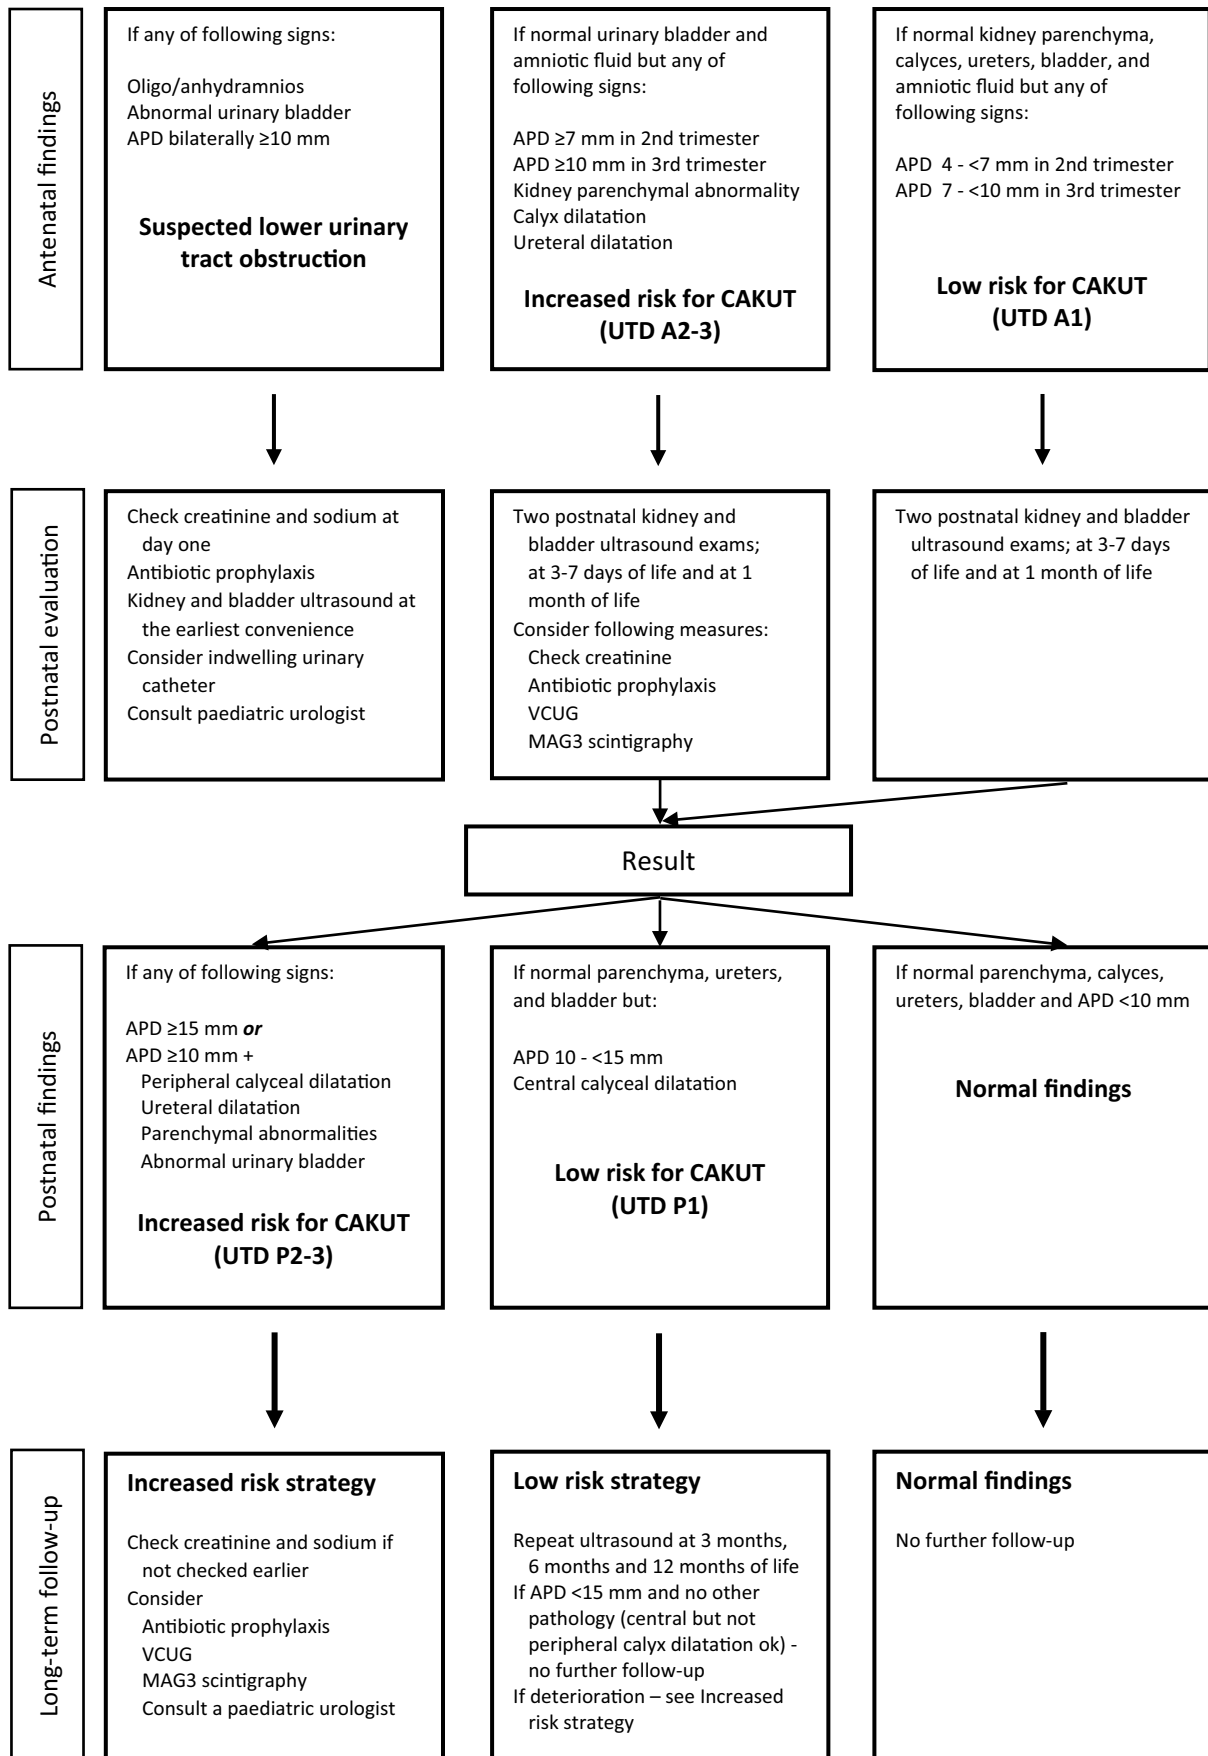 Antenatal findings
If any of following signs:
Oligo/anhydramnios
Abnormal urinary bladder
APD bilaterally ≥10 mm
Suspected lower urinary
tract obstruction
If normal urinary bladder and
amniotic fluid but any of
following signs:
APD ≥7 mm in 2nd trimester
APD ≥10 mm in 3rd trimester
Kidney parenchymal abnormality
Calyx dilatation
Ureteral dilatation
Increased risk for CAKUT
(UTD A2-3)
If normal kidney parenchyma,
calyces, ureters, bladder, and
amniotic fluid but any of
following signs:
APD 4 - <7 mm in 2nd trimester
APD 7 - <10 mm in 3rd trimester
Low risk for CAKUT
(UTD A1)
Postnatal evaluation
Check creatinine and sodium at
day one
Antibiotic prophylaxis
Kidney and bladder ultrasound at
the earliest convenience
Consider indwelling urinary
catheter
Consult paediatric urologist
Two postnatal kidney and
bladder ultrasound exams;
at 3-7 days of life and at 1
month of life
Consider following measures:
Check creatinine
Antibiotic prophylaxis
VCUG
MAG3 scintigraphy
Two postnatal kidney and bladder
ultrasound exams; at 3-7 days
of life and at 1 month of life
Result
Postnatal findings
If any of following signs:
APD ≥15 mm or
APD ≥10 mm +
Peripheral calyceal dilatation
Ureteral dilatation
Parenchymal abnormalities
Abnormal urinary bladder
Increased risk for CAKUT
(UTD P2-3)
If normal parenchyma, ureters,
and bladder but:
APD 10 - <15 mm
Central calyceal dilatation
Low risk for CAKUT
(UTD P1)
If normal parenchyma, calyces,
ureters, bladder and APD <10 mm
Normal findings
Long-term follow-up
Increased risk strategy
Check creatinine and sodium if
not checked earlier
Consider
Antibiotic prophylaxis
VCUG
MAG3 scintigraphy
Consult a paediatric urologist
Low risk strategy
Repeat ultrasound at 3 months,
6 months and 12 months of life
If APD <15 mm and no other
pathology (central but not
peripheral calyx dilatation ok) -
no further follow-up
If deterioration – see Increased
risk strategy
Normal findings
No further follow-up